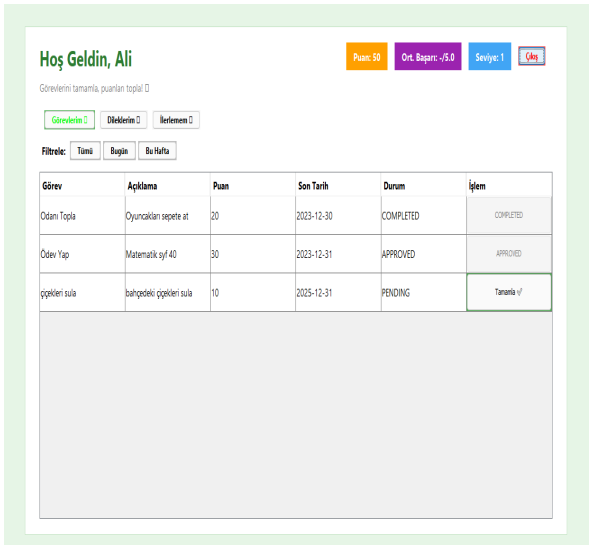 Hoş Geldin, Ali
Puan: 50
Ort. Başarı: -/5.0
Seviye: 1
Çıkış
Görevlerini tamamla, puanları topla!
Görevlerim
Dileklerim
İlerlemem
Filtrele: Tümü Bugün Bu Hafta
Görev Açıklama Puan Son Tarih Durum İşlem
Odanı Topla Oyuncakları sepete at 20 2023-12-30 COMPLETED COMPLETED
Ödev Yap Matematik syf 40 30 2023-12-31 APPROVED APPROVED
çiçekleri sula bahçedeki çiçekleri sula 10 2025-12-31 PENDING Tamamla ✅